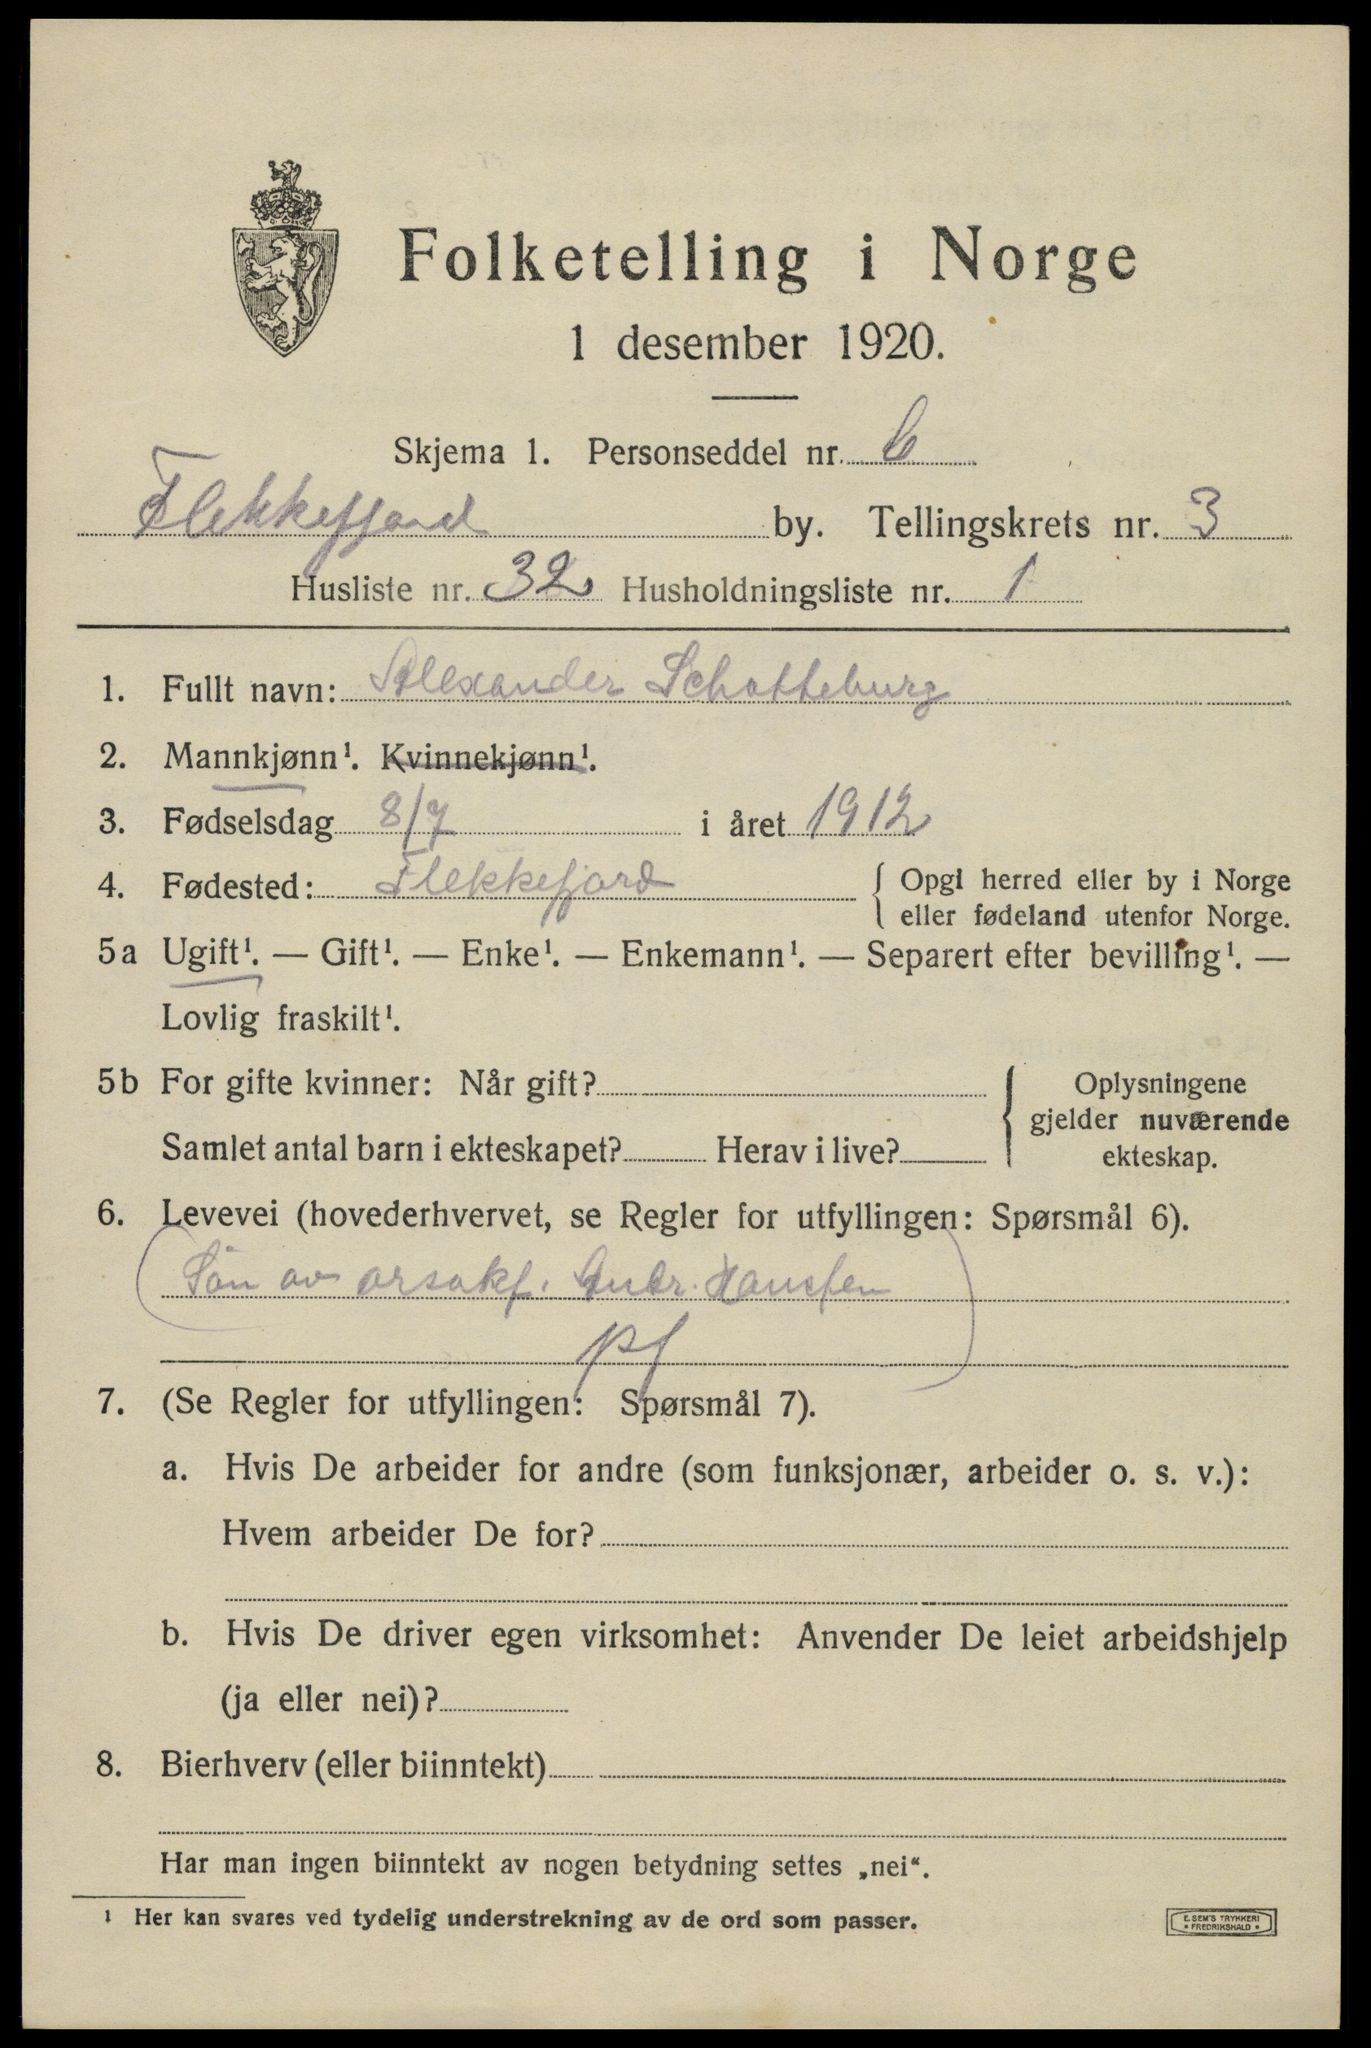 Folketelling i Norge
1 desember 1920.
Skjema 1. Personseddel nr. 6
Flekkefjord by. Tellingskrets nr. 3
Husliste nr. 32 Husholdningsliste nr. 1
1. Fullt navn: Alexander Schotteburg
2. Mannkjønn¹. Kvinnekjønn¹.
3. Fødselsdag 8/7 i året 1912
4. Fødested: Flekkefjord { Opgi herred eller by i Norge
eller fødeland utenfor Norge.
5a Ugift¹. — Gift¹. — Enke¹. — Enkemann¹. — Separert efter bevilling¹. —
Lovlig fraskilt¹.
5b For gifte kvinner: Når gift? { Oplysningene
gjelder nuværende
Samlet antal barn i ekteskapet? Herav i live? ekteskap.
6. Levevei (hovederhvervet, se Regler for utfyllingen: Spørsmål 6).
Søn av Hansen
pf
7. (Se Regler for utfyllingen: Spørsmål 7).
a. Hvis De arbeider for andre (som funksjonær, arbeider o. s. v.):
Hvem arbeider De for?
b. Hvis De driver egen virksomhet: Anvender De leiet arbeidshjelp
(ja eller nei)?
8. Bierhverv (eller biinntekt)
Har man ingen biinntekt av nogen betydning settes „nei“.
¹ Her kan svares ved tydelig understrekning av de ord som passer.
E. SEM'S TRYKKERI
• FREDRIKSHALD •